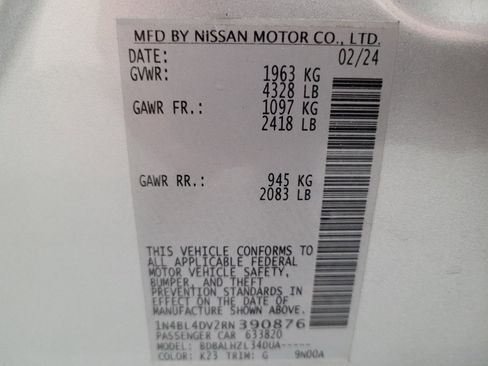 MFD BY NISSAN MOTOR CO., LTD.
DATE: 02/24
GVWR: 1963 KG
4328 LB
GAWR FR.: 1097 KG
2418 LB
GAWR RR.: 945 KG
2083 LB
THIS VEHICLE CONFORMS TO
ALL APPLICABLE FEDERAL
MOTOR VEHICLE SAFETY,
BUMPER, AND THEFT
PREVENTION STANDARDS IN
EFFECT ON THE DATE OF
MANUFACTURE SHOWN ABOVE.
1N4BL4DV2RN390876
PASSENGER CAR 633820
MODEL: BDBALHZL34DUA-----
COLOR: K23 TRIM: G 9N00A